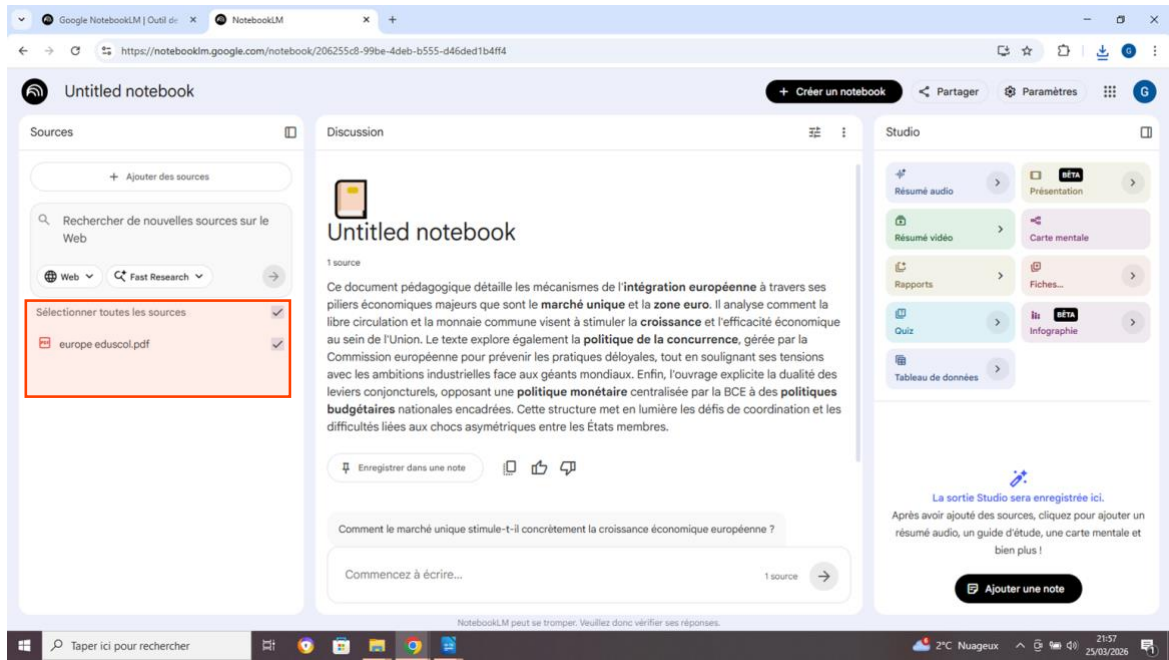 Google NotebookLM | Outil de
NotebookLM
https://notebooklm.google.com/notebook/206255c8-99be-4deb-b555-d46ded1b4ff4
G
Untitled notebook
+ Créer un notebook
Partager
Paramètres
G
Sources
+ Ajouter des sources
Rechercher de nouvelles sources sur le
Web
Web
Fast Research
Sélectionner toutes les sources
PDF europe eduscol.pdf
Discussion
Untitled notebook
1 source
Ce document pédagogique détaille les mécanismes de l'intégration européenne à travers ses
piliers économiques majeurs que sont le marché unique et la zone euro. Il analyse comment la
libre circulation et la monnaie commune visent à stimuler la croissance et l'efficacité économique
au sein de l'Union. Le texte explore également la politique de la concurrence, gérée par la
Commission européenne pour prévenir les pratiques déloyales, tout en soulignant ses tensions
avec les ambitions industrielles face aux géants mondiaux. Enfin, l'ouvrage explicite la dualité des
leviers conjoncturels, opposant une politique monétaire centralisée par la BCE à des politiques
budgétaires nationales encadrées. Cette structure met en lumière les défis de coordination et les
difficultés liées aux chocs asymétriques entre les États membres.
Enregistrer dans une note
Comment le marché unique stimule-t-il concrètement la croissance économique européenne ?
Commencez à écrire...
1 source
NotebookLM peut se tromper. Veuillez donc vérifier ses réponses.
Studio
Résumé audio
BÊTA
Présentation
Résumé vidéo
Carte mentale
Rapports
Fiches...
Quiz
BÊTA
Infographie
Tableau de données
La sortie Studio sera enregistrée ici.
Après avoir ajouté des sources, cliquez pour ajouter un
résumé audio, un guide d'étude, une carte mentale et
bien plus !
Ajouter une note
Taper ici pour rechercher
2°C Nuageux
21:57
25/03/2026